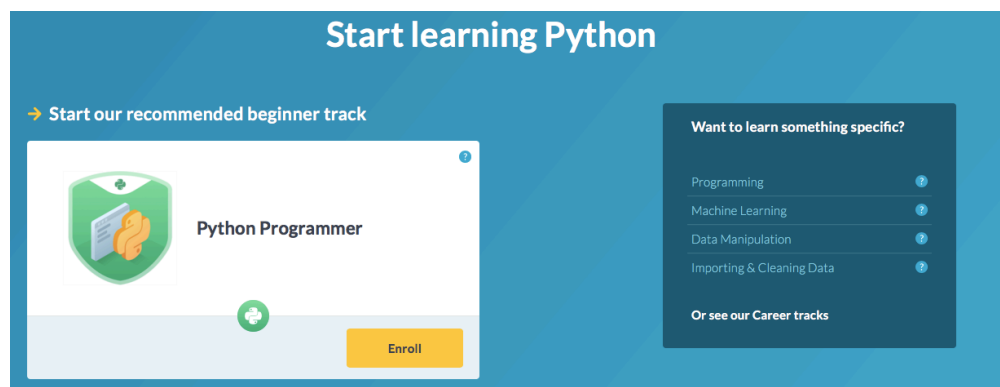 Start learning Python
→ Start our recommended beginner track
?
Python Programmer
Enroll
Want to learn something specific?
Programming ?
Machine Learning ?
Data Manipulation ?
Importing & Cleaning Data ?
Or see our Career tracks